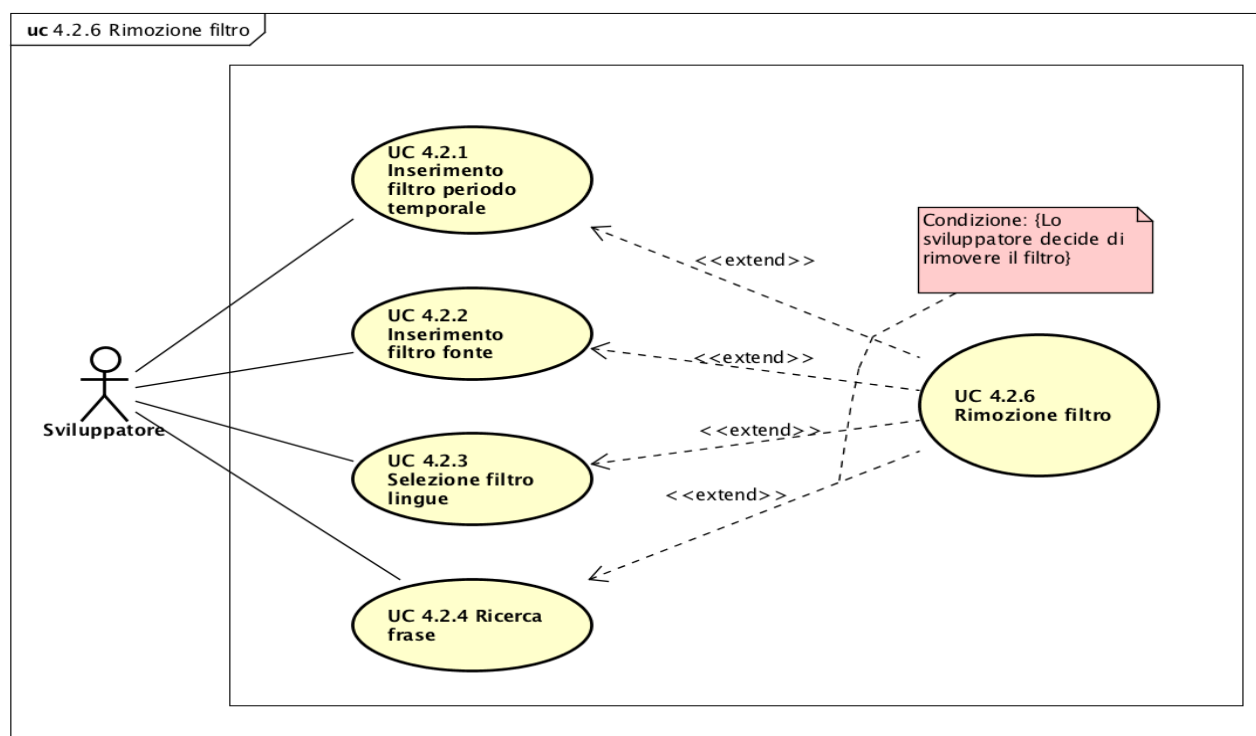 uc 4.2.6 Rimozione filtro
UC 4.2.1
Inserimento
filtro periodo
temporale
Condizione: {Lo
sviluppatore decide di
rimovere il filtro}
<<extend>>
UC 4.2.2
Inserimento
filtro fonte
<<extend>>
UC 4.2.6
Rimozione filtro
Sviluppatore
<<extend>>
UC 4.2.3
Selezione filtro
lingue
<<extend>>
UC 4.2.4 Ricerca
frase